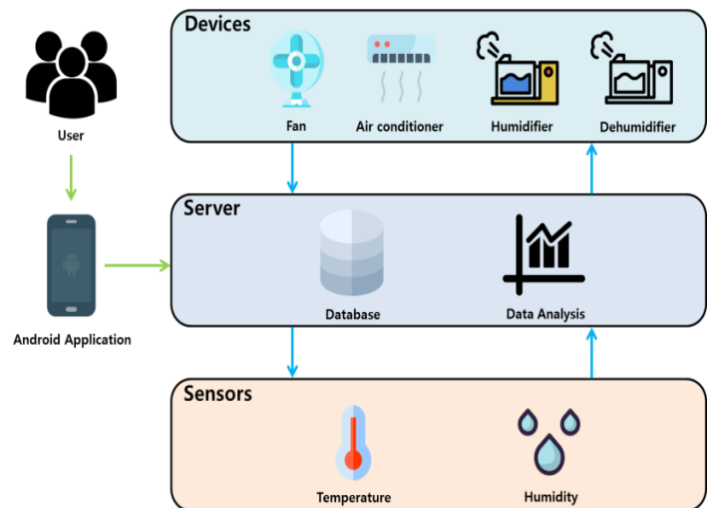 Devices
Fan
Air conditioner
Humidifier
Dehumidifier
User
Server
Database
Data Analysis
Android Application
Sensors
Temperature
Humidity